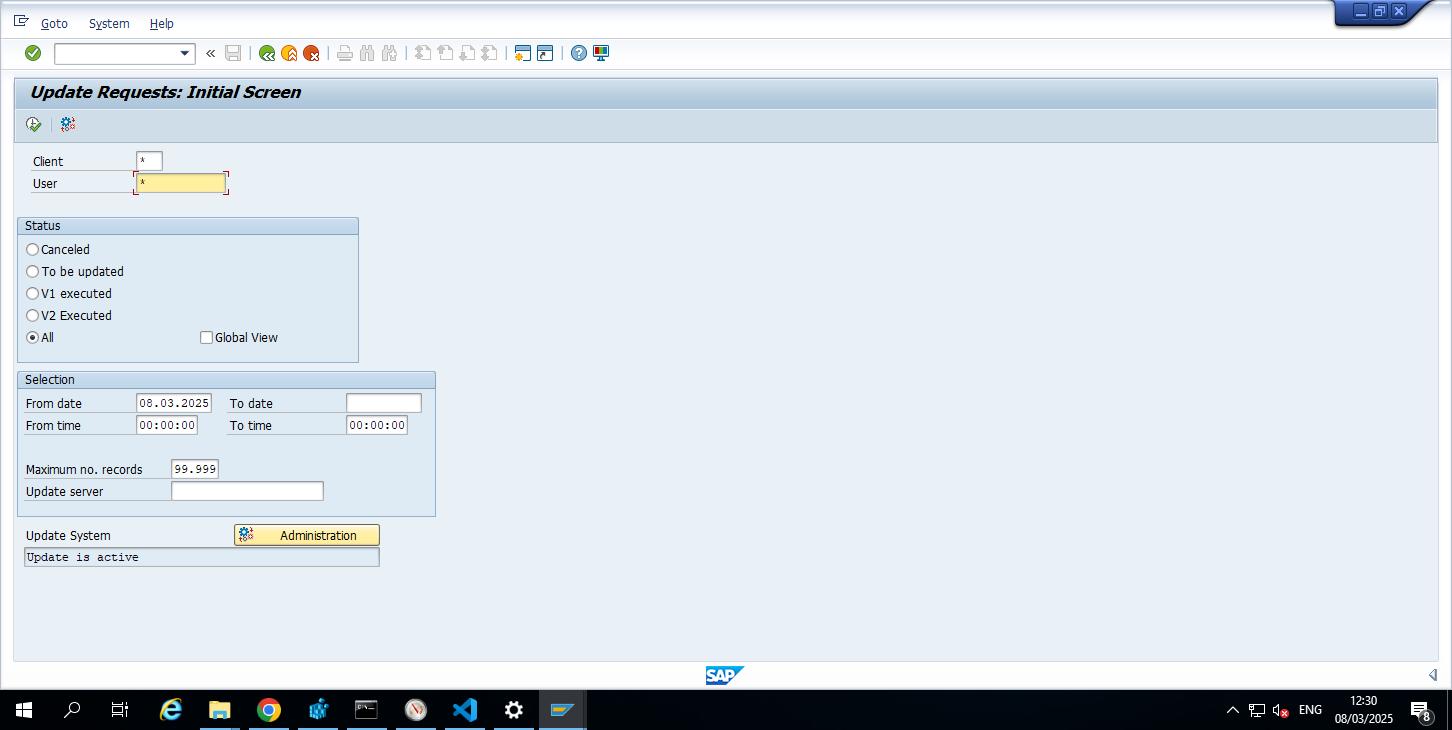 Goto System Help
Update Requests: Initial Screen
Client *
User *
Status
Canceled
To be updated
V1 executed
V2 Executed
All Global View
Selection
From date 08.03.2025 To date
From time 00:00:00 To time 00:00:00
Maximum no. records 99.999
Update server
Update System Administration
Update is active
SAP
ENG 12:30
08/03/2025
8